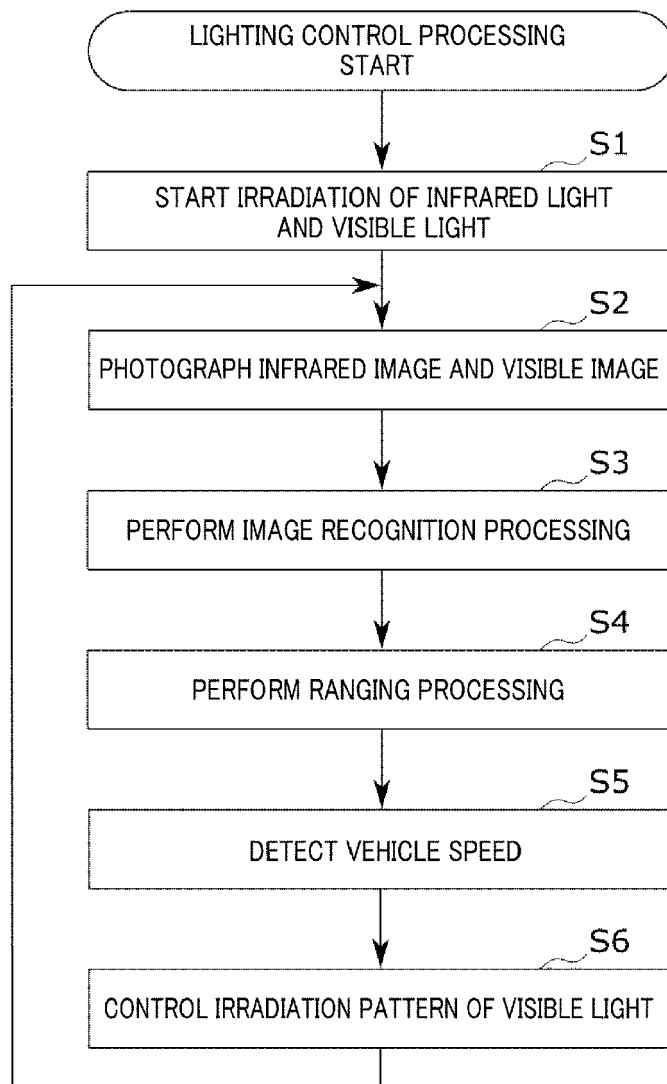 LIGHTING CONTROL PROCESSING
START
S1
START IRRADIATION OF INFRARED LIGHT
AND VISIBLE LIGHT
S2
PHOTOGRAPH INFRARED IMAGE AND VISIBLE IMAGE
S3
PERFORM IMAGE RECOGNITION PROCESSING
S4
PERFORM RANGING PROCESSING
S5
DETECT VEHICLE SPEED
S6
CONTROL IRRADIATION PATTERN OF VISIBLE LIGHT